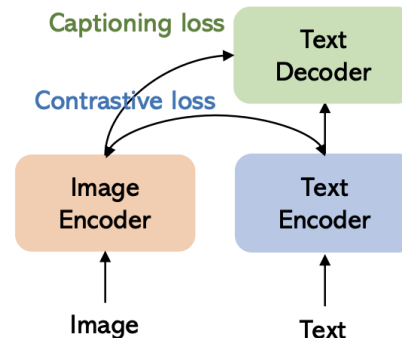 Captioning loss
Text
Decoder
Contrastive loss
Image
Encoder
Text
Encoder
Image
Text